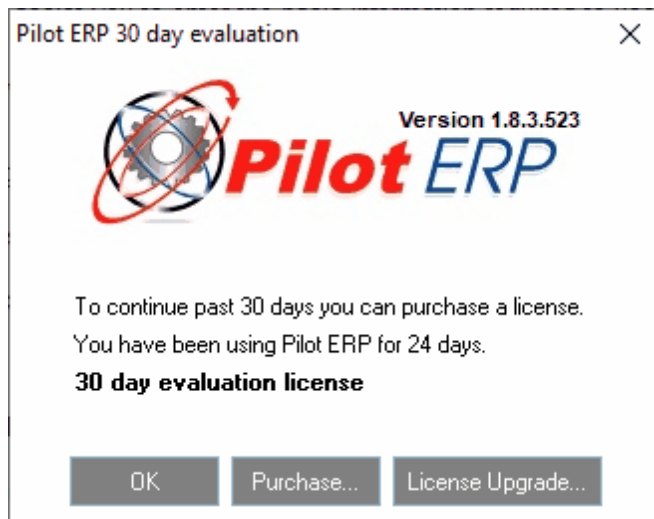 Pilot ERP 30 day evaluation
Version 1.8.3.523
Pilot ERP
To continue past 30 days you can purchase a license.
You have been using Pilot ERP for 24 days.
30 day evaluation license
OK
Purchase...
License Upgrade...